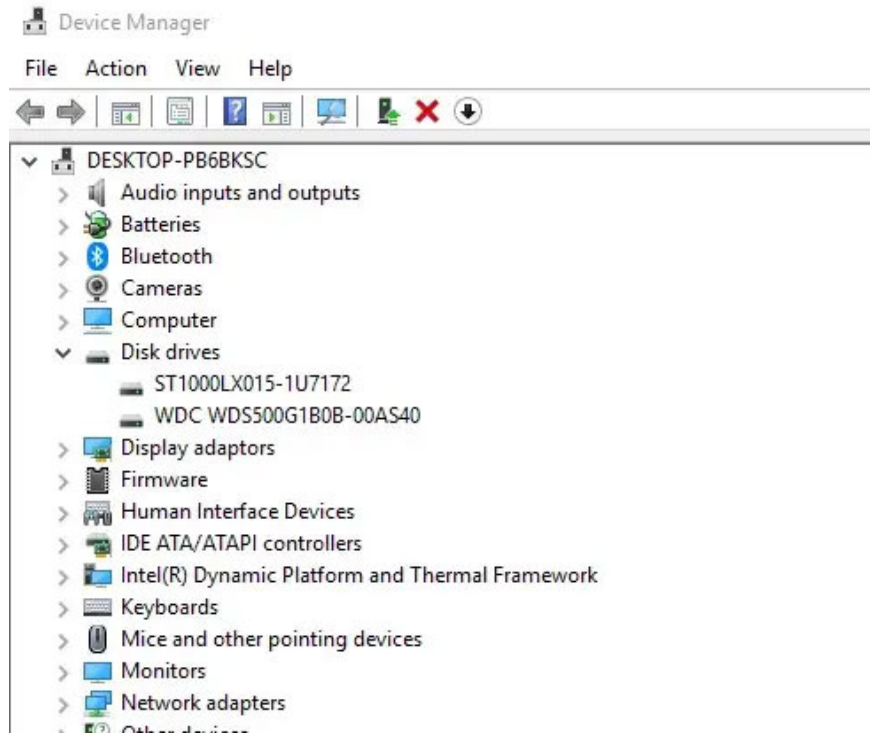 Device Manager
File Action View Help
DESKTOP-PB6BKSC
Audio inputs and outputs
Batteries
Bluetooth
Cameras
Computer
Disk drives
ST1000LX015-1U7172
WDC WDS500G1B0B-00AS40
Display adaptors
Firmware
Human Interface Devices
IDE ATA/ATAPI controllers
Intel(R) Dynamic Platform and Thermal Framework
Keyboards
Mice and other pointing devices
Monitors
Network adapters
Other devices